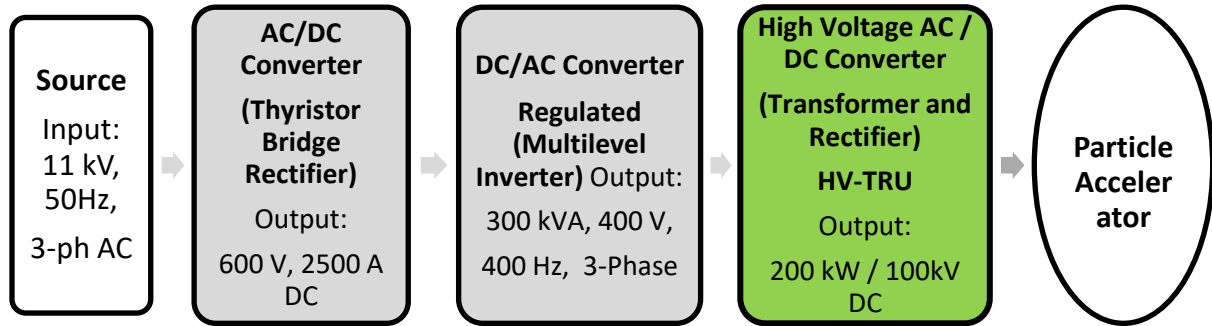 Source
Input:
11 kV,
50Hz,
3-ph AC
AC/DC
Converter
(Thyristor
Bridge
Rectifier)
Output:
600 V, 2500 A
DC
DC/AC Converter
Regulated
(Multilevel
Inverter) Output:
300 kVA, 400 V,
400 Hz, 3-Phase
High Voltage AC /
DC Converter
(Transformer and
Rectifier)
HV-TRU
Output:
200 kW / 100kV
DC
Particle
Acceler
ator